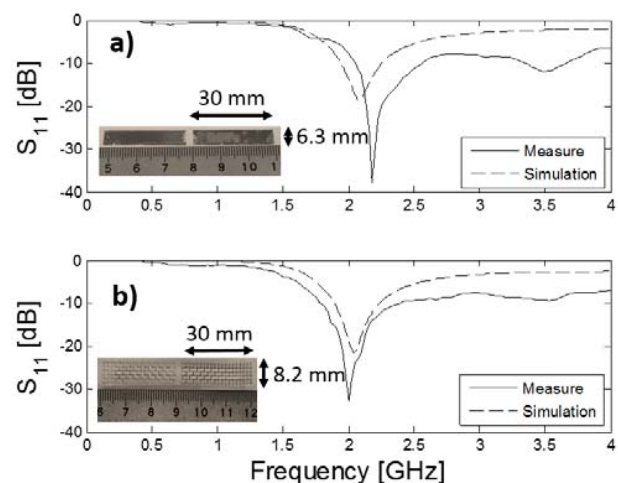 a)
S11 [dB]
0
-10
-20
-30
-40
30 mm
6.3 mm
5 6 7 8 9 10 1
Measure
Simulation
0 0.5 1 1.5 2 2.5 3 3.5 4
b)
S11 [dB]
0
-10
-20
-30
-40
30 mm
8.2 mm
6 7 8 9 10 11 12
Measure
Simulation
0 0.5 1 1.5 2 2.5 3 3.5 4
Frequency [GHz]